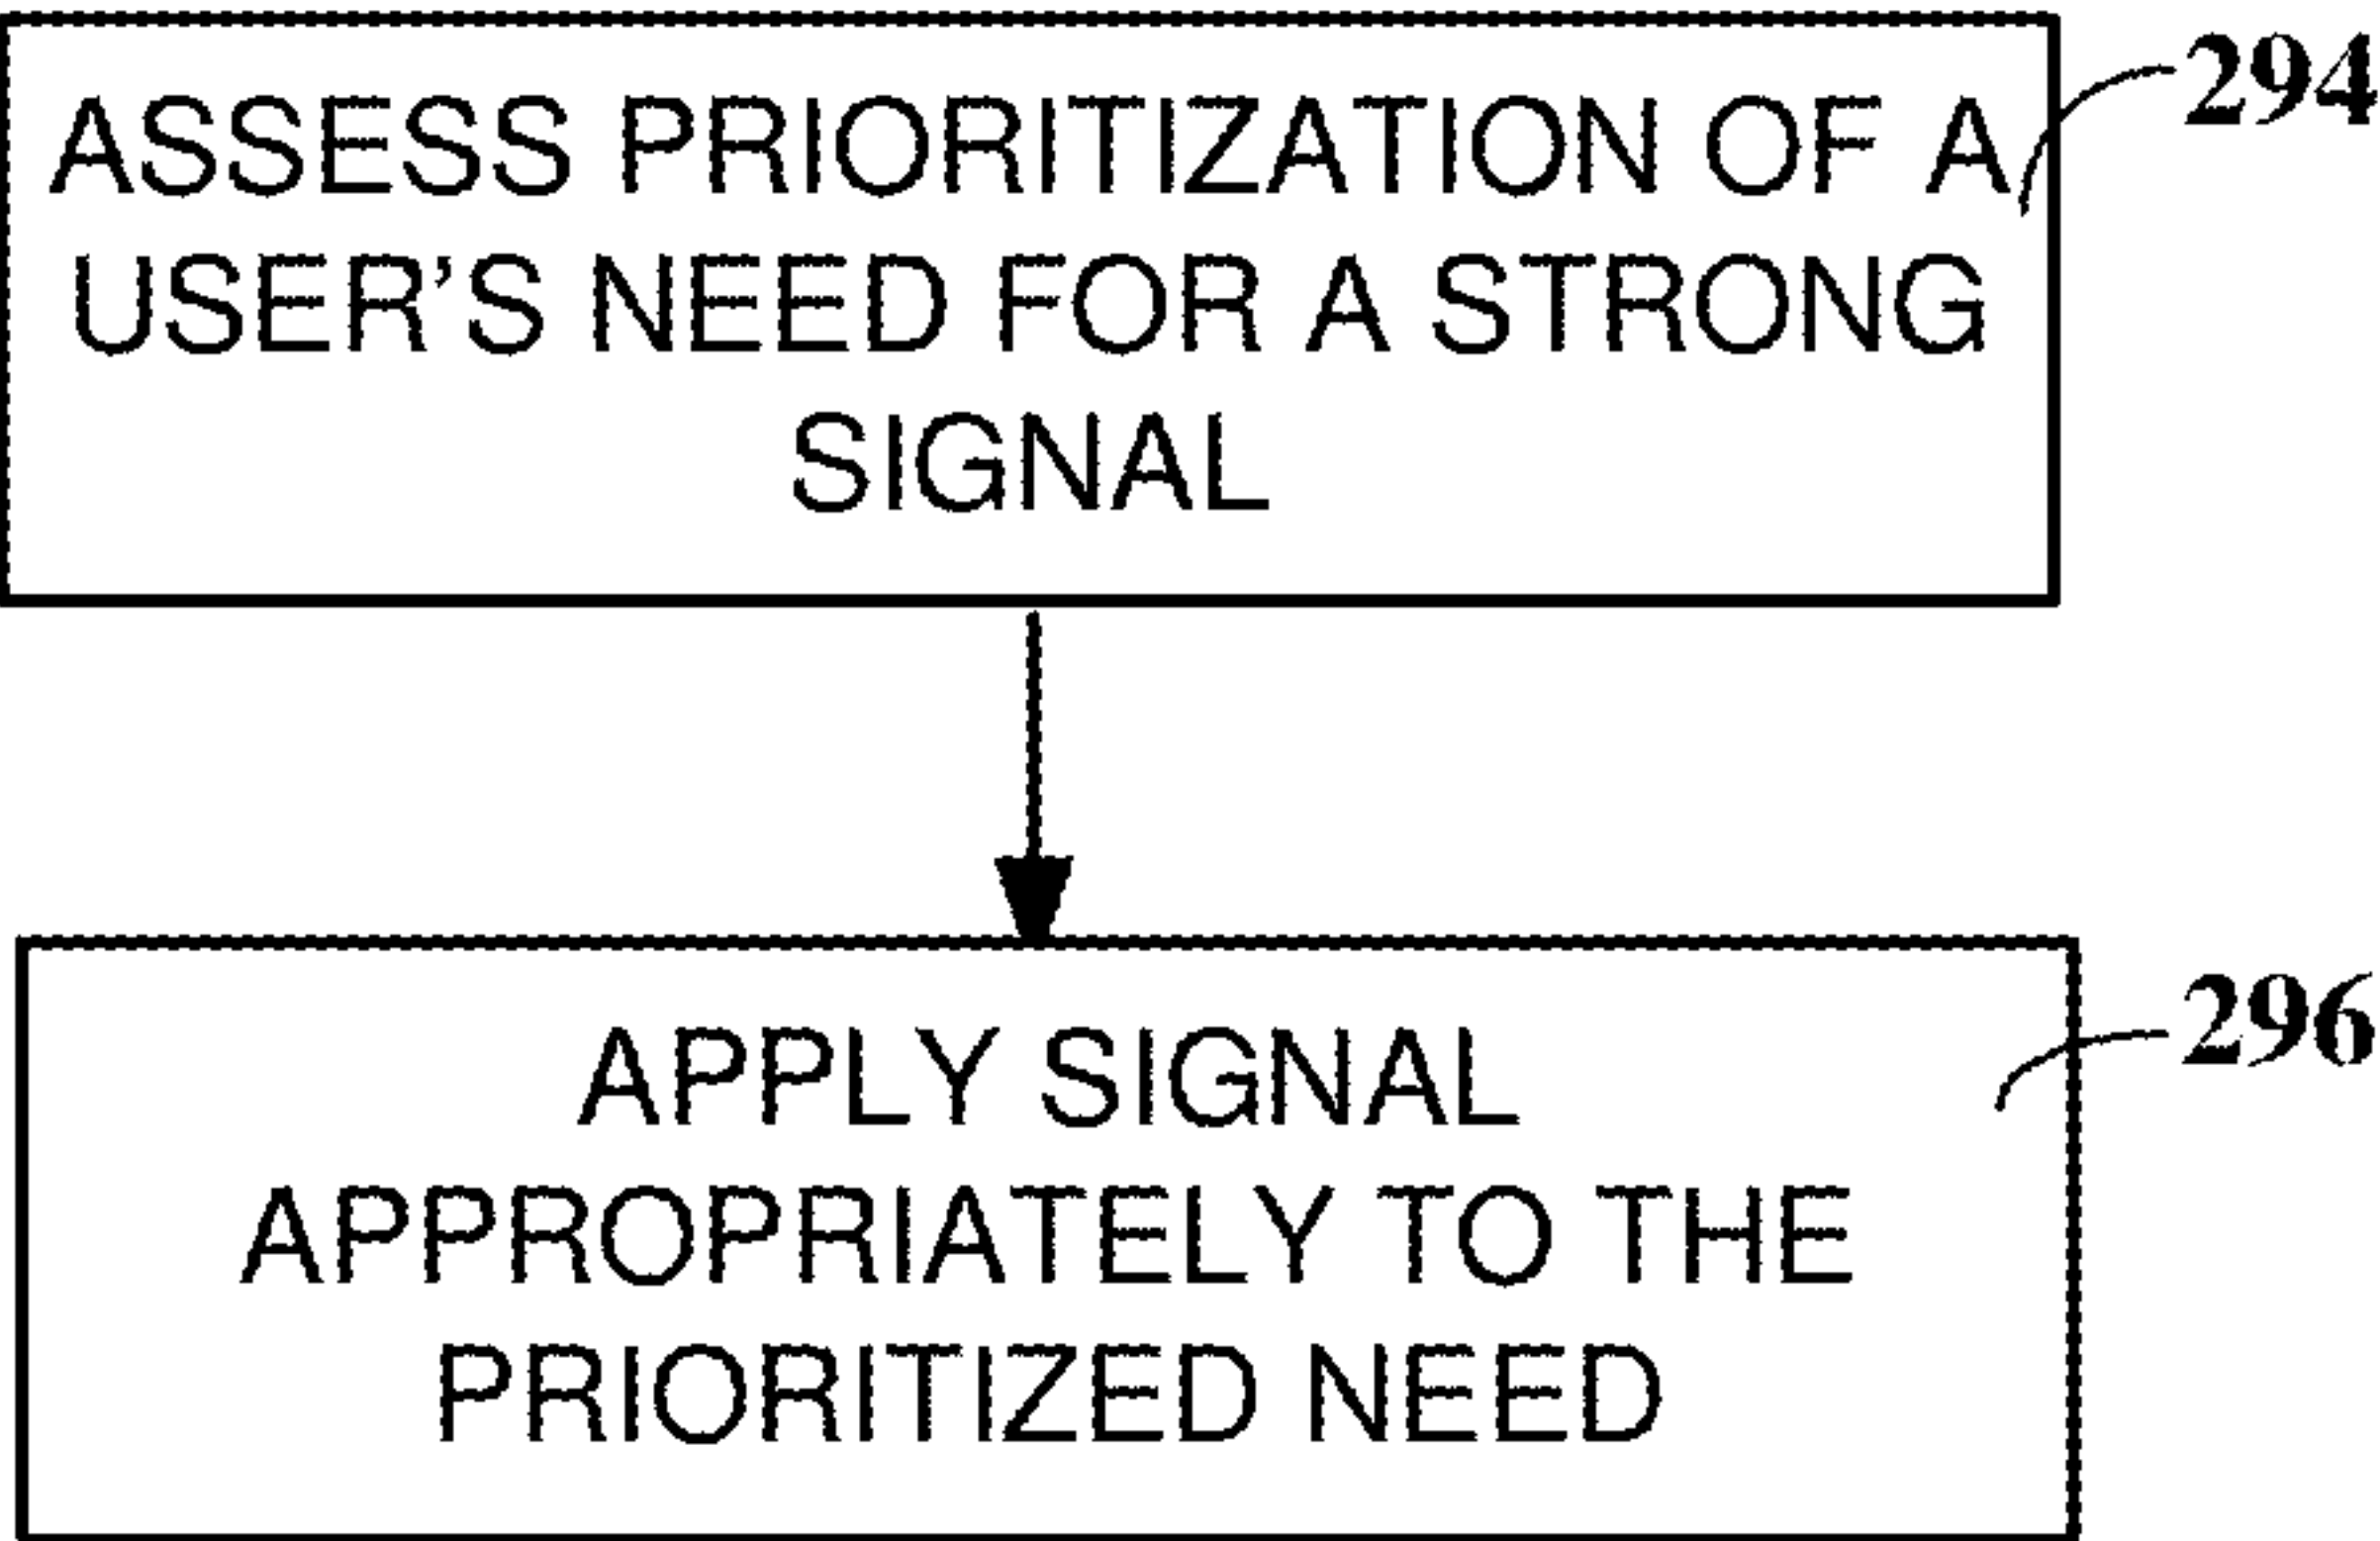 ASSESS PRIORITIZATION OF A
USER'S NEED FOR A STRONG
SIGNAL
294
APPLY SIGNAL
APPROPRIATELY TO THE
PRIORITIZED NEED
296